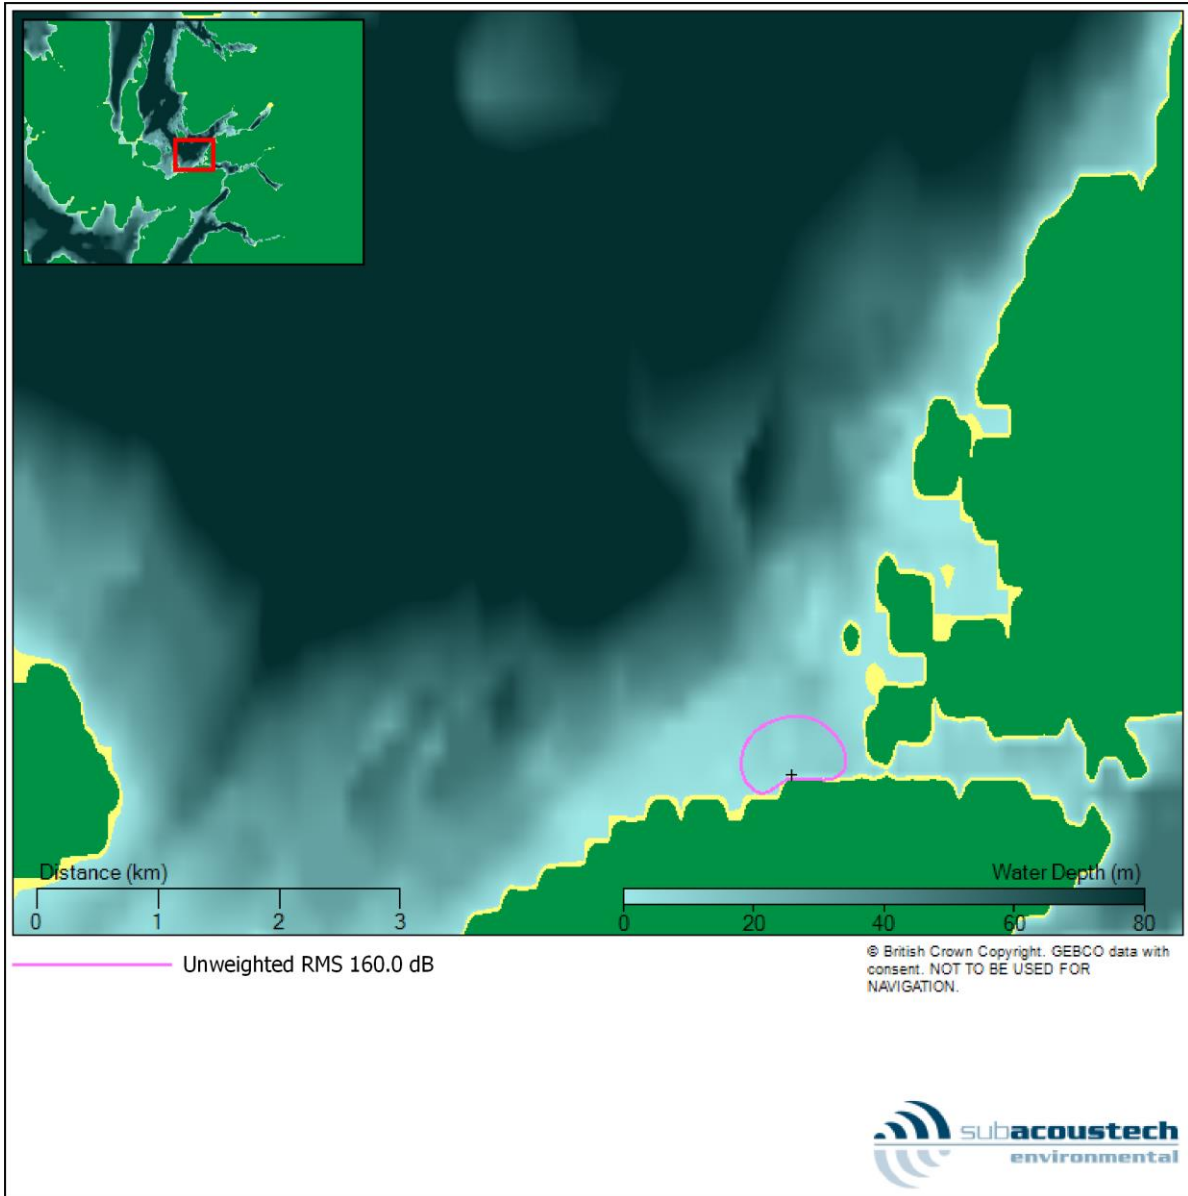 Distance (km)
0 1 2 3
Water Depth (m)
0 20 40 60 80
Unweighted RMS 160.0 dB
© British Crown Copyright. GEBCO data with
consent. NOT TO BE USED FOR
NAVIGATION.
subacoustech
environmental